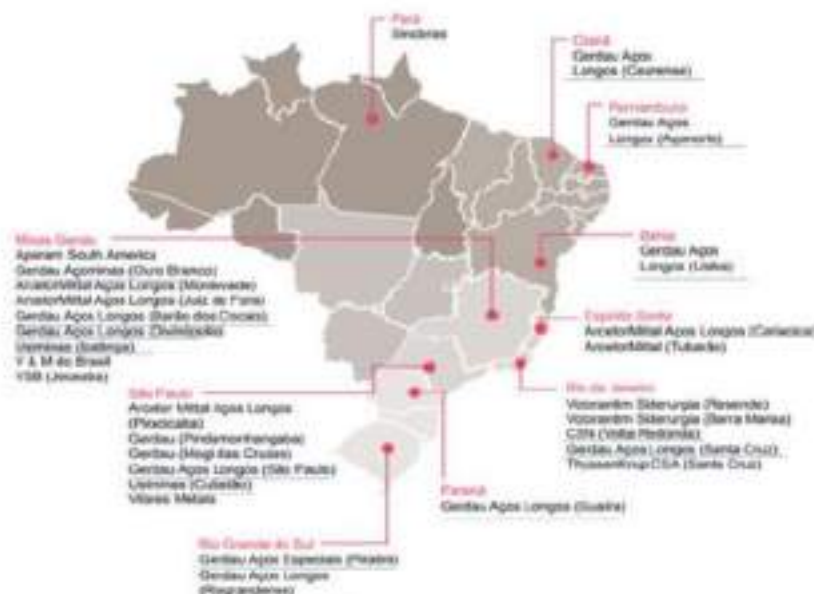 Pará
Sinobras
Ceará
Gerdau Aços
Longos (Cearense)
Pernambuco
Gerdau Aços
Longos (Açonorte)
Bahia
Gerdau Aços
Longos (Usiba)
Minas Gerais
Aperam South America
Gerdau Açominas (Ouro Branco)
ArcelorMittal Aços Longos (Monlevade)
ArcelorMittal Aços Longos (Juiz de Fora)
Gerdau Aços Longos (Barão dos Cocais)
Gerdau Aços Longos (Divinópolis)
Usiminas (Ipatinga)
V & M do Brasil
VSB (Jeceaba)
Espírito Santo
ArcelorMittal Aços Longos (Cariacica)
ArcelorMittal (Tubarão)
São Paulo
Arcelor Mittal Aços Longos
(Piracicaba)
Gerdau (Pindamonhangaba)
Gerdau (Mogi das Cruzes)
Gerdau Aços Longos (São Paulo)
Usiminas (Cubatão)
Villares Metals
Rio de Janeiro
Votorantim Siderurgia (Resende)
Votorantim Siderurgia (Barra Mansa)
CSN (Volta Redonda)
Gerdau Aços Longos (Santa Cruz)
CSA (Santa Cruz)
Paraná
Gerdau Aços Longos (Guaíra)
Rio Grande do Sul
Gerdau Aços Especiais (Piratini)
Gerdau Aços Longos
(Riograndense)